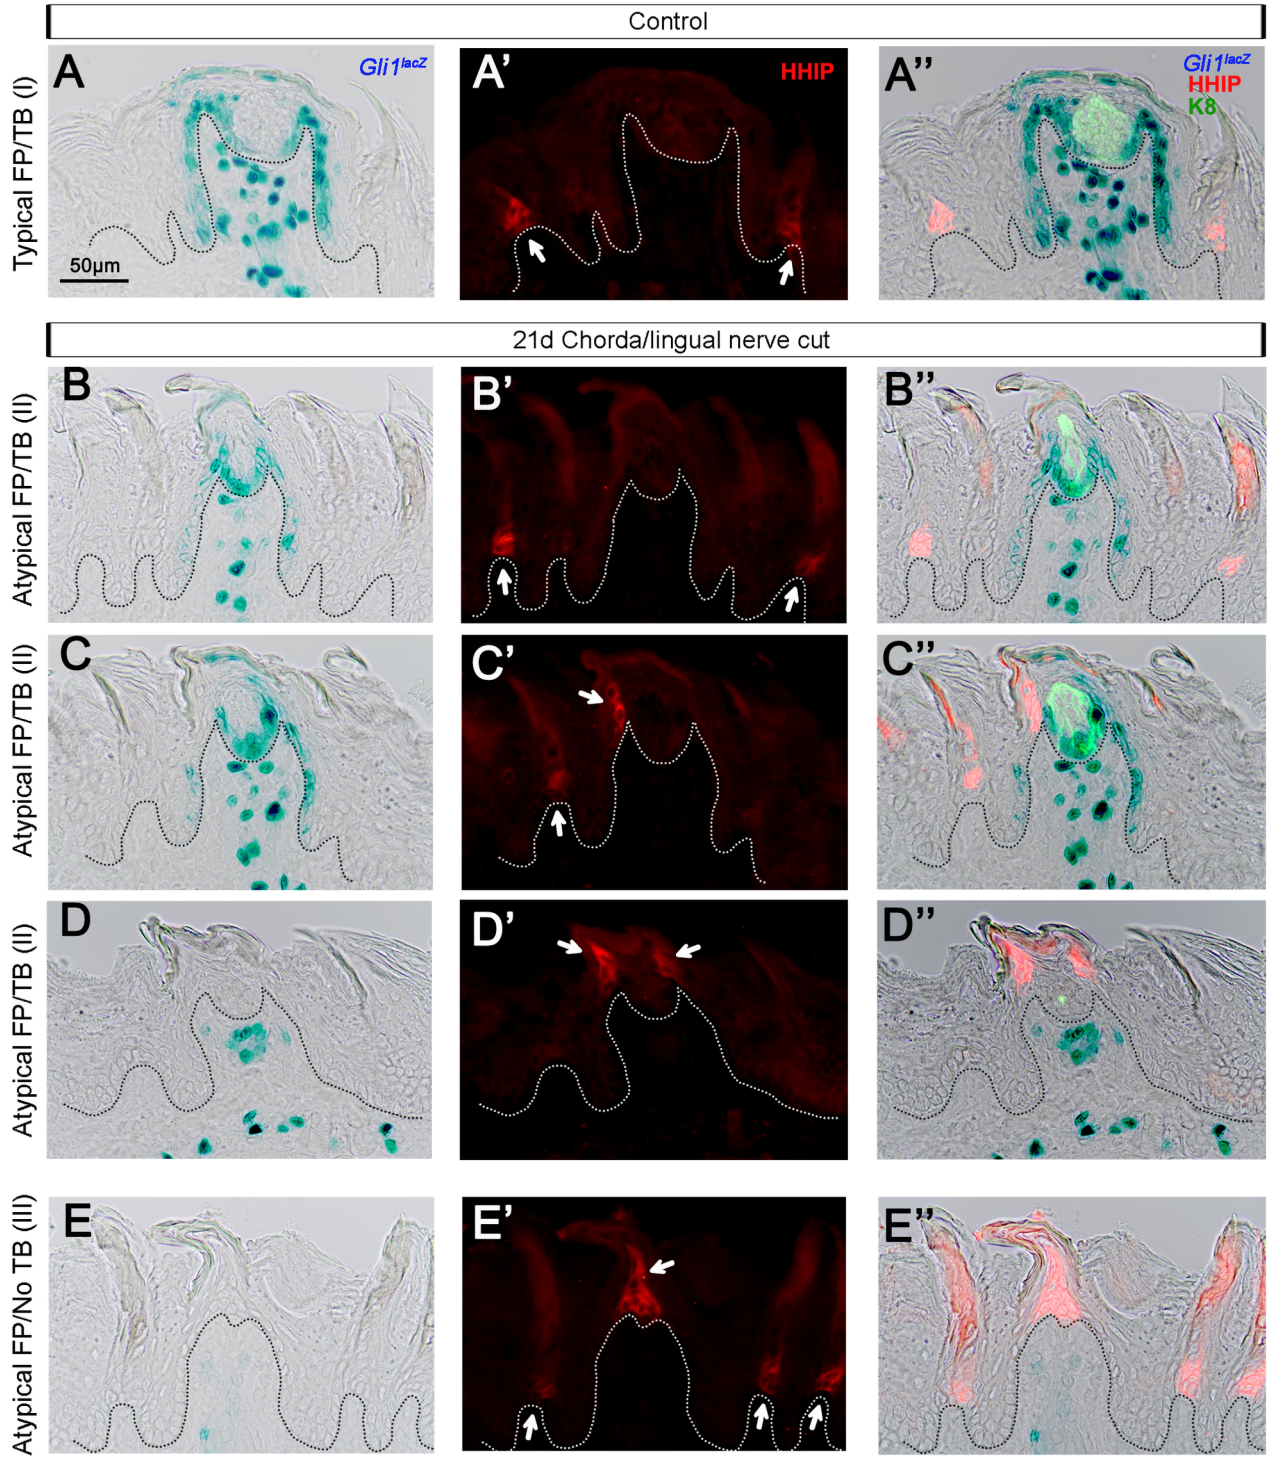 Control
Typical FP/TB (I)
A
Gli1lacZ
50µm
A'
HHIP
A''
Gli1lacZ
HHIP
K8
21d Chorda/lingual nerve cut
Atypical FP/TB (II)
B
B'
B''
Atypical FP/TB (II)
C
C'
C''
Atypical FP/TB (II)
D
D'
D''
Atypical FP/No TB (III)
E
E'
E''